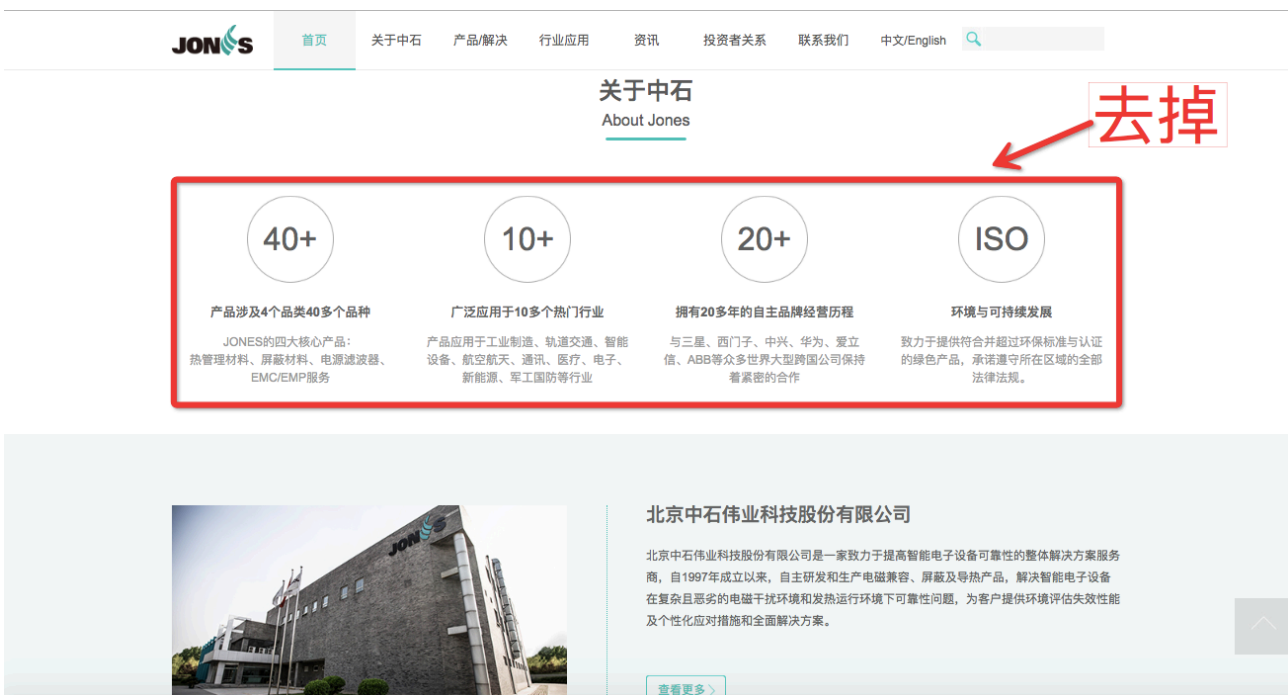 JONES
首页
关于中石
产品/解决
行业应用
资讯
投资者关系
联系我们
中文/English
关于中石
About Jones
去掉
40+
产品涉及4个品类40多个品种
JONES的四大核心产品：
热管理材料、屏蔽材料、电源滤波器、
EMC/EMP服务
10+
广泛应用于10多个热门行业
产品应用于工业制造、轨道交通、智能
设备、航空航天、通讯、医疗、电子、
新能源、军工国防等行业
20+
拥有20多年的自主品牌经营历程
与三星、西门子、中兴、华为、爱立
信、ABB等众多世界大型跨国公司保持
着紧密的合作
ISO
环境与可持续发展
致力于提供符合并超过环保标准与认证
的绿色产品，承诺遵守所在区域的全部
法律法规。
JONES
北京中石伟业科技股份有限公司
北京中石伟业科技股份有限公司是一家致力于提高智能电子设备可靠性的整体解决方案服务
商，自1997年成立以来，自主研发和生产电磁兼容、屏蔽及导热产品，解决智能电子设备
在复杂且恶劣的电磁干扰环境和发热运行环境下可靠性问题，为客户提供环境评估失效性能
及个性化应对措施和全面解决方案。
查看更多